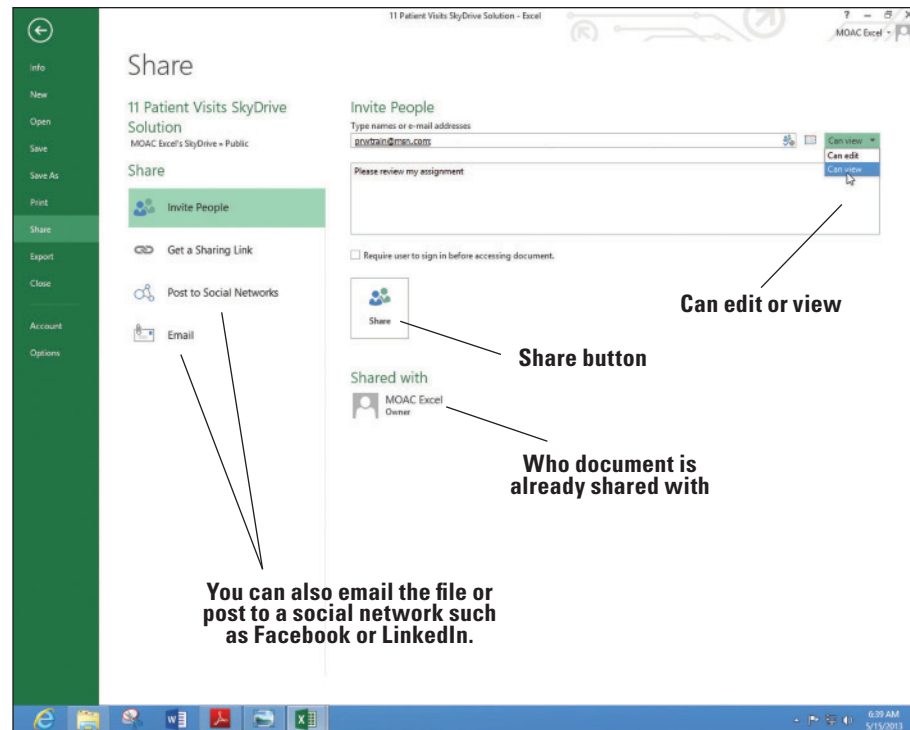 11 Patient Visits SkyDrive Solution - Excel
?
MOAC Excel
Info
New
Open
Save
Save As
Print
Share
Export
Close
Account
Options
Share
11 Patient Visits SkyDrive
Solution
MOAC Excel's SkyDrive » Public
Share
Invite People
Get a Sharing Link
Post to Social Networks
Email
Invite People
Type names or e-mail addresses
prwtrain@msn.com;
Can view
Can edit
Can view
Please review my assignment
Require user to sign in before accessing document.
Share
Shared with
MOAC Excel
Owner
Can edit or view
Share button
Who document is
already shared with
You can also email the file or
post to a social network such
as Facebook or LinkedIn.
6:39 AM
5/15/2013